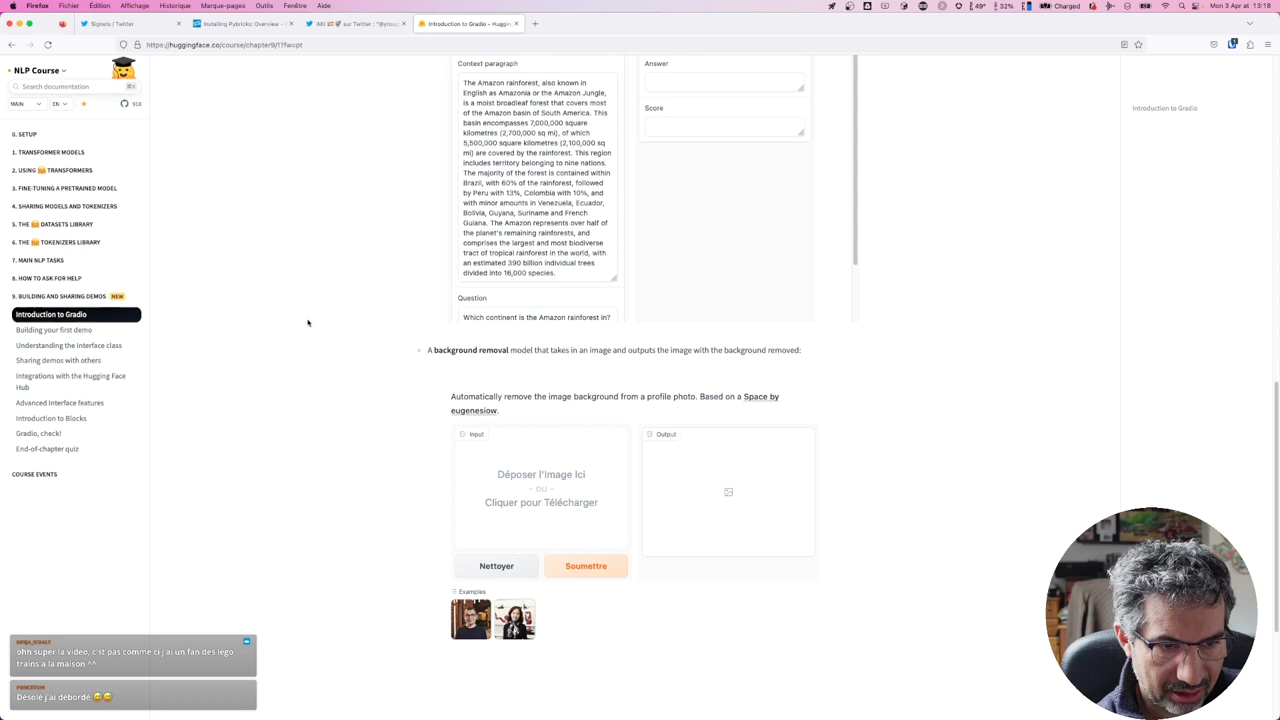 Firefox Fichier Édition Affichage Historique Marque-pages Outils Fenêtre Aide
49° Charged 13:18
Signets / Twitter
Installing Pybricks: Overview -
sur Twitter :
Introduction to Gradio - Hugging
https://huggingface.co/course/chapter9/1?fw=pt
NLP Course
Search documentation ⌘K
MAIN EN 918
0. SETUP
1. TRANSFORMER MODELS
2. USING 🤗 TRANSFORMERS
3. FINE-TUNING A PRETRAINED MODEL
4. SHARING MODELS AND TOKENIZERS
5. THE 🤗 DATASETS LIBRARY
6. THE 🤗 TOKENIZERS LIBRARY
7. MAIN NLP TASKS
8. HOW TO ASK FOR HELP
9. BUILDING AND SHARING DEMOS NEW
Introduction to Gradio
Building your first demo
Understanding the Interface class
Sharing demos with others
Integrations with the Hugging Face
Hub
Advanced Interface features
Introduction to Blocks
Gradio, check!
End-of-chapter quiz
COURSE EVENTS
Context paragraph
The Amazon rainforest, also known in
English as Amazonia or the Amazon Jungle,
is a moist broadleaf forest that covers most
of the Amazon basin of South America. This
basin encompasses 7,000,000 square
kilometres (2,700,000 sq mi), of which
5,500,000 square kilometres (2,100,000 sq
mi) are covered by the rainforest. This region
includes territory belonging to nine nations.
The majority of the forest is contained within
Brazil, with 60% of the rainforest, followed
by Peru with 13%, Colombia with 10%, and
with minor amounts in Venezuela, Ecuador,
Bolivia, Guyana, Suriname and French
Guiana. The Amazon represents over half of
the planet's remaining rainforests, and
comprises the largest and most biodiverse
tract of tropical rainforest in the world, with
an estimated 390 billion individual trees
divided into 16,000 species.
Question
Which continent is the Amazon rainforest in?
Answer
Score
Introduction to Gradio
A background removal model that takes in an image and outputs the image with the background removed:
Automatically remove the image background from a profile photo. Based on a Space by
eugenesiow.
Input
Déposer l'Image Ici
- ou -
Cliquer pour Télécharger
Nettoyer Soumettre
Output
Examples
ohh super la video, c'st pas comme ci j'ai un fan des lego
trains a la maison ^^
Désolé j'ai débordé 😅😅